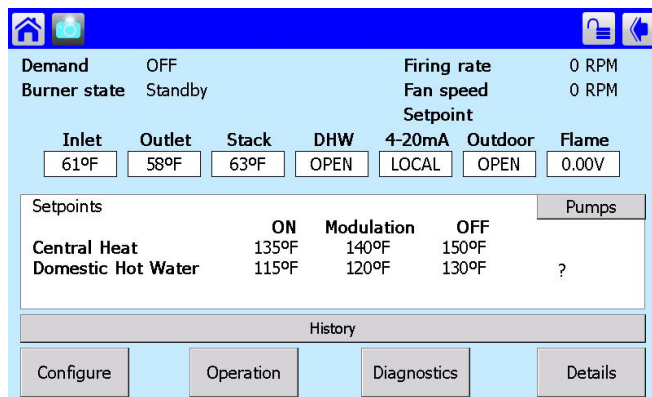 Demand OFF Firing rate 0 RPM
Burner state Standby Fan speed 0 RPM
Setpoint
Inlet Outlet Stack DHW 4-20mA Outdoor Flame
61ºF 58ºF 63ºF OPEN LOCAL OPEN 0.00V
Setpoints Pumps
ON Modulation OFF
Central Heat 135ºF 140ºF 150ºF
Domestic Hot Water 115ºF 120ºF 130ºF ?
History
Configure Operation Diagnostics Details